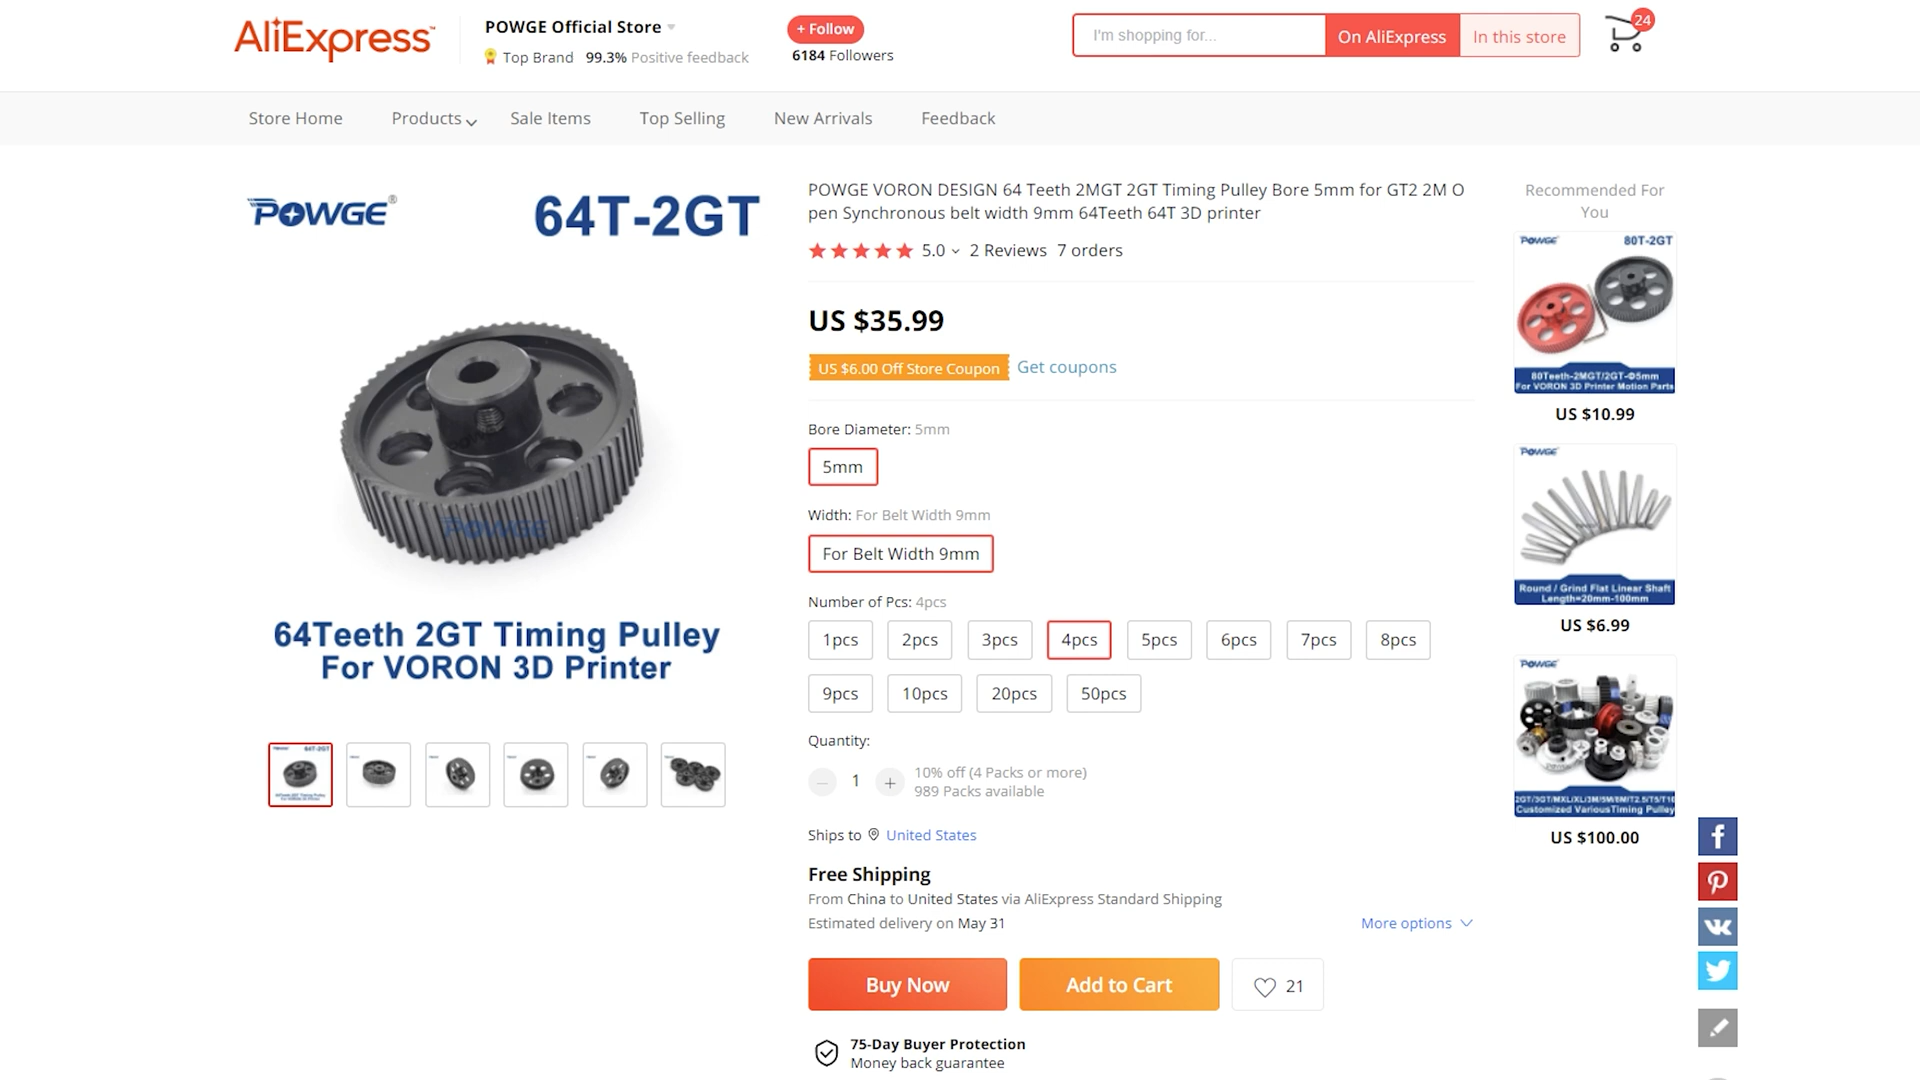 AliExpress
POWGE Official Store
Top Brand 99.3% Positive feedback
+ Follow
6184 Followers
I'm shopping for...
On AliExpress
In this store
24
Store Home
Products
Sale Items
Top Selling
New Arrivals
Feedback
POWGE®
64T-2GT
POWGE
64Teeth 2GT Timing Pulley
For VORON 3D Printer
POWGE VORON DESIGN 64 Teeth 2MGT 2GT Timing Pulley Bore 5mm for GT2 2M O
pen Synchronous belt width 9mm 64Teeth 64T 3D printer
5.0 2 Reviews 7 orders
US $35.99
US $6.00 Off Store Coupon Get coupons
Bore Diameter: 5mm
5mm
Width: For Belt Width 9mm
For Belt Width 9mm
Number of Pcs: 4pcs
1pcs 2pcs 3pcs 4pcs 5pcs 6pcs 7pcs 8pcs
9pcs 10pcs 20pcs 50pcs
Quantity:
1
10% off (4 Packs or more)
989 Packs available
Ships to United States
Free Shipping
From China to United States via AliExpress Standard Shipping
Estimated delivery on May 31
More options
Buy Now
Add to Cart
21
75-Day Buyer Protection
Money back guarantee
Recommended For
You
POWGE 80T-2GT
80Teeth-2MGT/2GT-Φ5mm
For VORON 3D Printer Motion Parts
US $10.99
POWGE
Round / Grind Flat Linear Shaft
Length=20mm-100mm
US $6.99
POWGE
2GT/3GT/MXL/XL/3M/5M/8M/T2.5/T5/T10
Customized VariousTiming Pulley
US $100.00